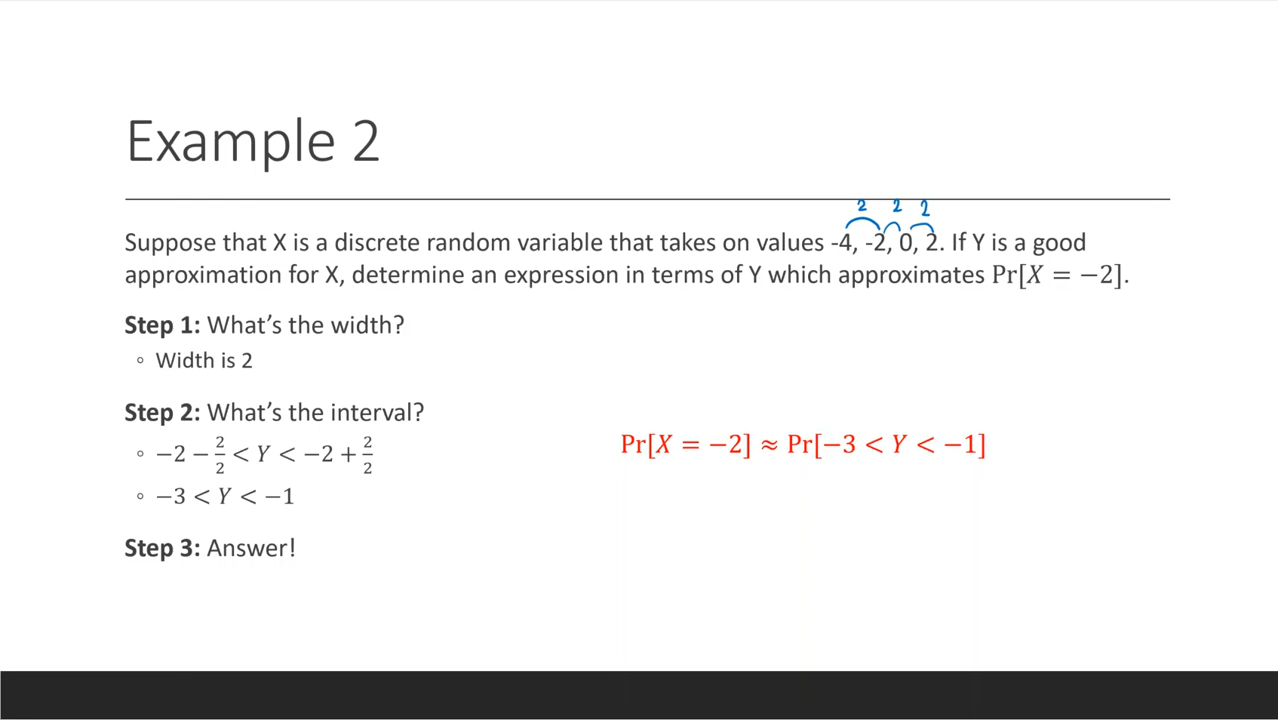 Example 2
2 2 2
Suppose that X is a discrete random variable that takes on values -4, -2, 0, 2. If Y is a good
approximation for X, determine an expression in terms of Y which approximates Pr[X = −2].
Step 1: What's the width?
◦ Width is 2
Step 2: What's the interval?
◦ −2 − 2/2 < Y < −2 + 2/2
Pr[X = −2] ≈ Pr[−3 < Y < −1]
◦ −3 < Y < −1
Step 3: Answer!